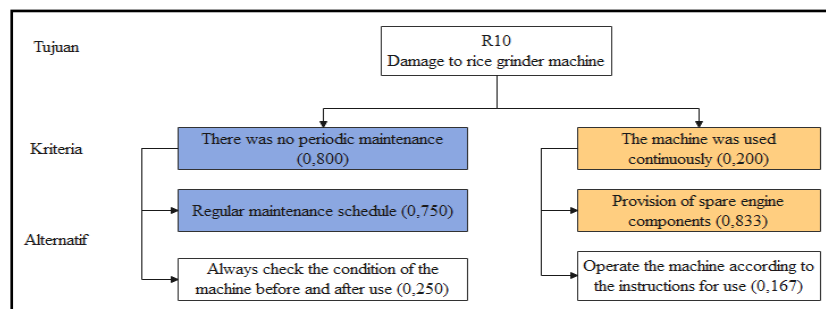 Tujuan
R10
Damage to rice grinder machine
Kriteria
There was no periodic maintenance
(0,800)
The machine was used
continuously (0,200)
Alternatif
Regular maintenance schedule (0,750)
Provision of spare engine
components (0,833)
Always check the condition of the
machine before and after use (0,250)
Operate the machine according to
the instructions for use (0,167)